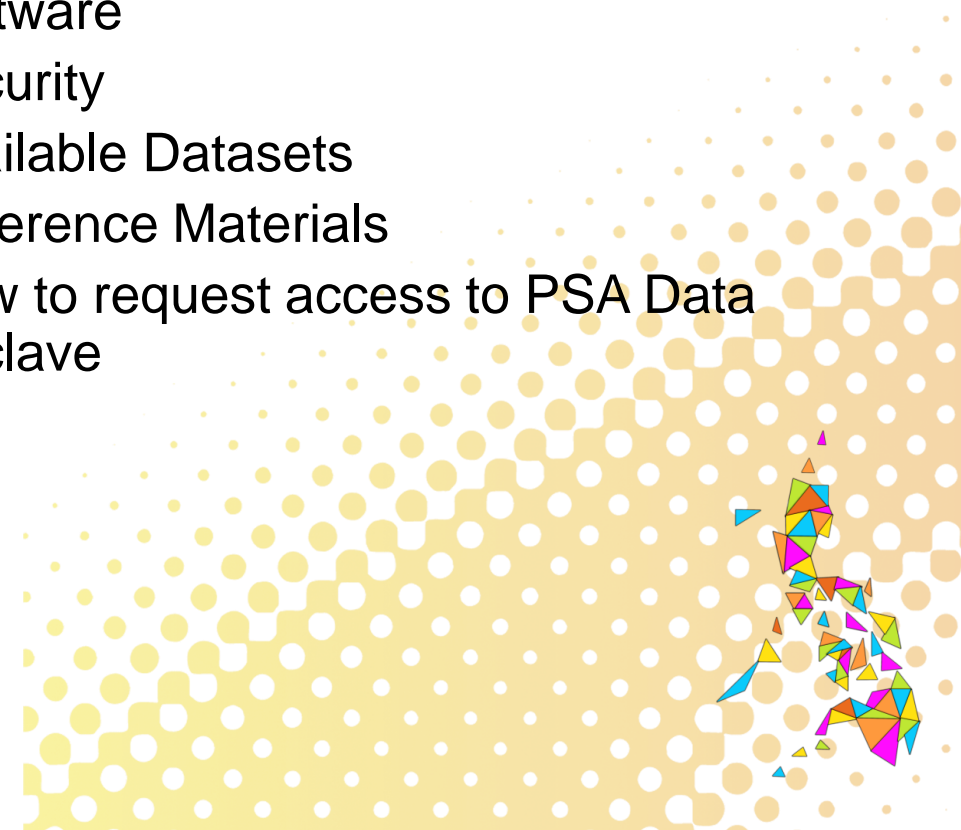 tware
curity
ilable Datasets
erence Materials
w to request access to PSA Data
clave